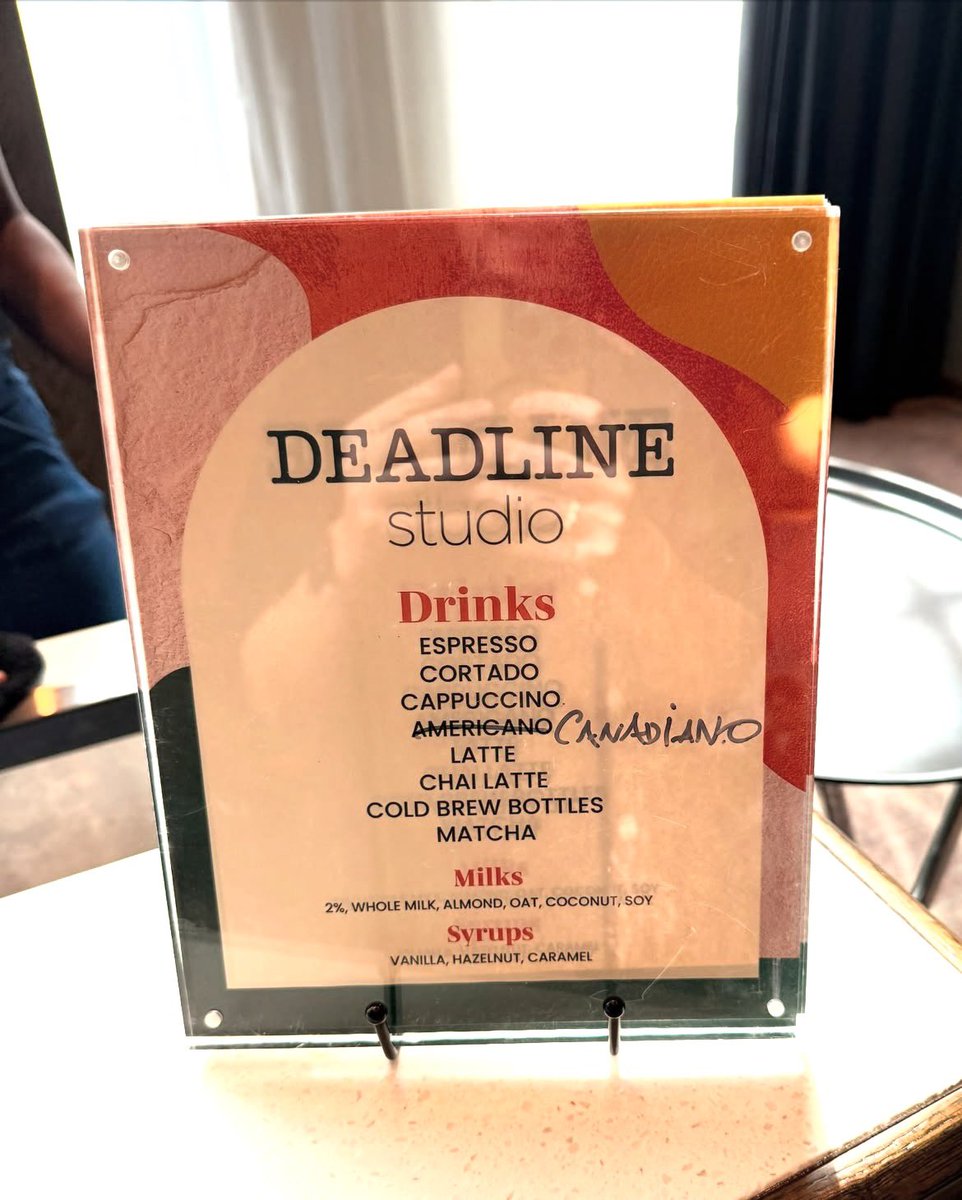 DEADLINE
studio
Drinks
ESPRESSO
CORTADO
CAPPUCCINO
AMERICANO CANADIANO
LATTE
CHAI LATTE
COLD BREW BOTTLES
MATCHA
Milks
2%, WHOLE MILK, ALMOND, OAT, COCONUT, SOY
Syrups
VANILLA, HAZELNUT, CARAMEL